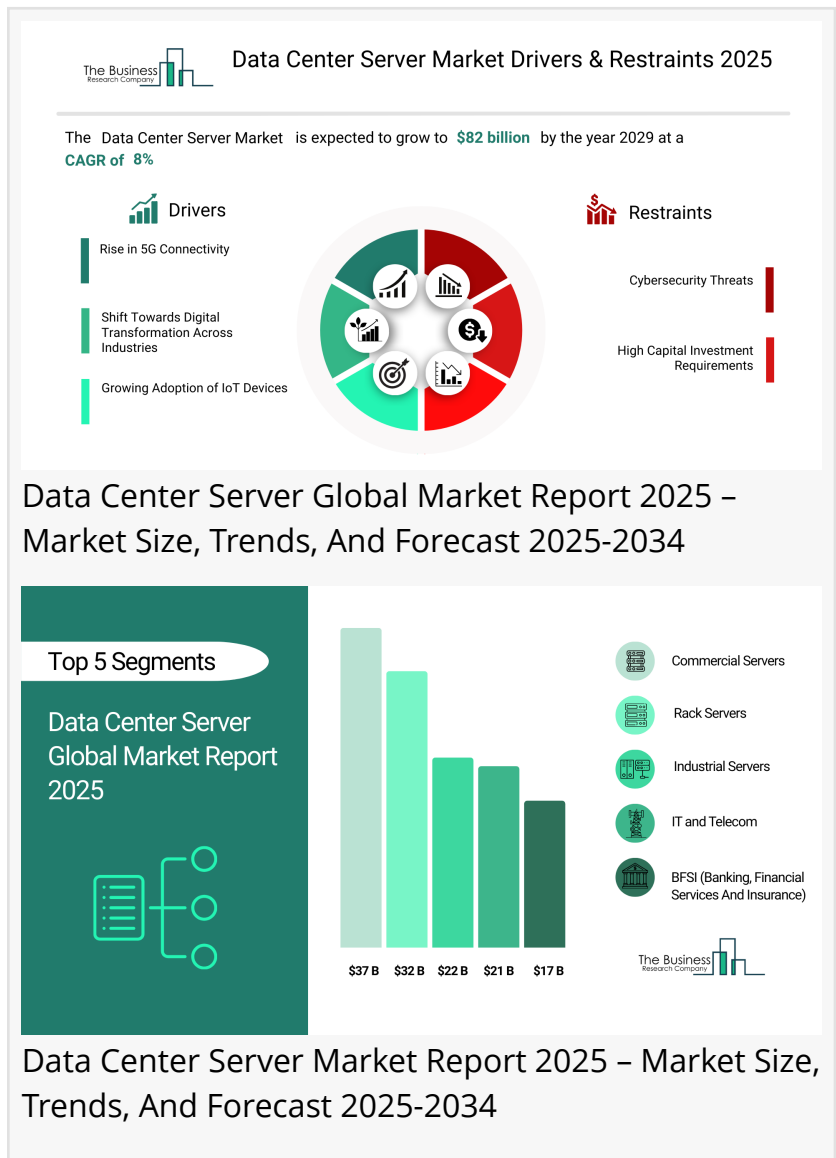 The Business
Research Company
Data Center Server Market Drivers & Restraints 2025
The Data Center Server Market is expected to grow to $82 billion by the year 2029 at a
CAGR of 8%
Drivers
Rise in 5G Connectivity
Shift Towards Digital
Transformation Across
Industries
Growing Adoption of IoT Devices
Restraints
Cybersecurity Threats
High Capital Investment
Requirements
Data Center Server Global Market Report 2025 –
Market Size, Trends, And Forecast 2025-2034
Top 5 Segments
Data Center Server
Global Market Report
2025
$37 B
$32 B
$22 B
$21 B
$17 B
Commercial Servers
Rack Servers
Industrial Servers
IT and Telecom
BFSI (Banking, Financial
Services And Insurance)
The Business
Research Company
Data Center Server Market Report 2025 – Market Size,
Trends, And Forecast 2025-2034